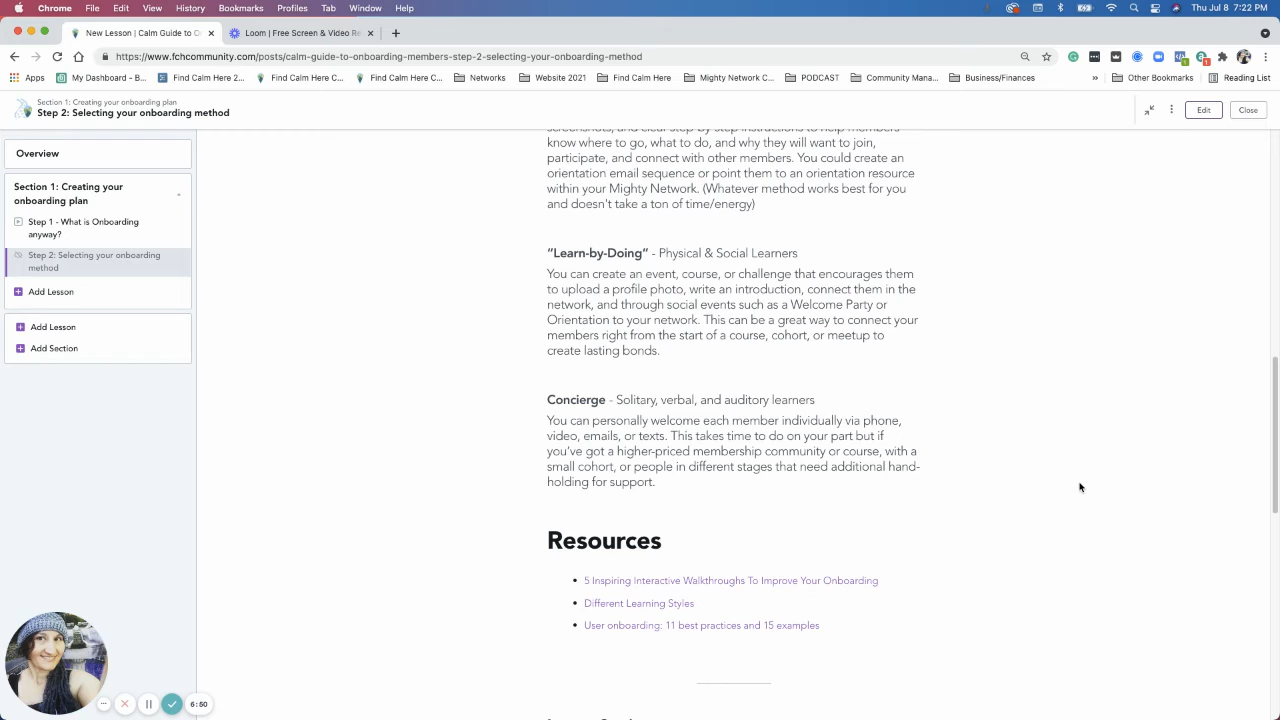 Chrome File Edit View History Bookmarks Profiles Tab Window Help Thu Jul 8 7:22 PM
New Lesson | Calm Guide to O Loom | Free Screen & Video Re
https://www.fchcommunity.com/posts/calm-guide-to-onboarding-members-step-2-selecting-your-onboarding-method
Apps My Dashboard - B... Find Calm Here 2... Find Calm Here C... Find Calm Here C... Networks Website 2021 Find Calm Here Mighty Network C... PODCAST Community Mana... Business/Finances » Other Bookmarks Reading List
Section 1: Creating your onboarding plan
Step 2: Selecting your onboarding method
Edit
Close
Overview
Section 1: Creating your
onboarding plan
Step 1 - What is Onboarding
anyway?
Step 2: Selecting your onboarding
method
Add Lesson
Add Lesson
Add Section
screenshots, and clear step by step instructions to help members
know where to go, what to do, and why they will want to join,
participate, and connect with other members. You could create an
orientation email sequence or point them to an orientation resource
within your Mighty Network. (Whatever method works best for you
and doesn't take a ton of time/energy)
“Learn-by-Doing“ - Physical & Social Learners
You can create an event, course, or challenge that encourages them
to upload a profile photo, write an introduction, connect them in the
network, and through social events such as a Welcome Party or
Orientation to your network. This can be a great way to connect your
members right from the start of a course, cohort, or meetup to
create lasting bonds.
Concierge - Solitary, verbal, and auditory learners
You can personally welcome each member individually via phone,
video, emails, or texts. This takes time to do on your part but if
you've got a higher-priced membership community or course, with a
small cohort, or people in different stages that need additional hand-
holding for support.
Resources
• 5 Inspiring Interactive Walkthroughs To Improve Your Onboarding
• Different Learning Styles
• User onboarding: 11 best practices and 15 examples
6:50